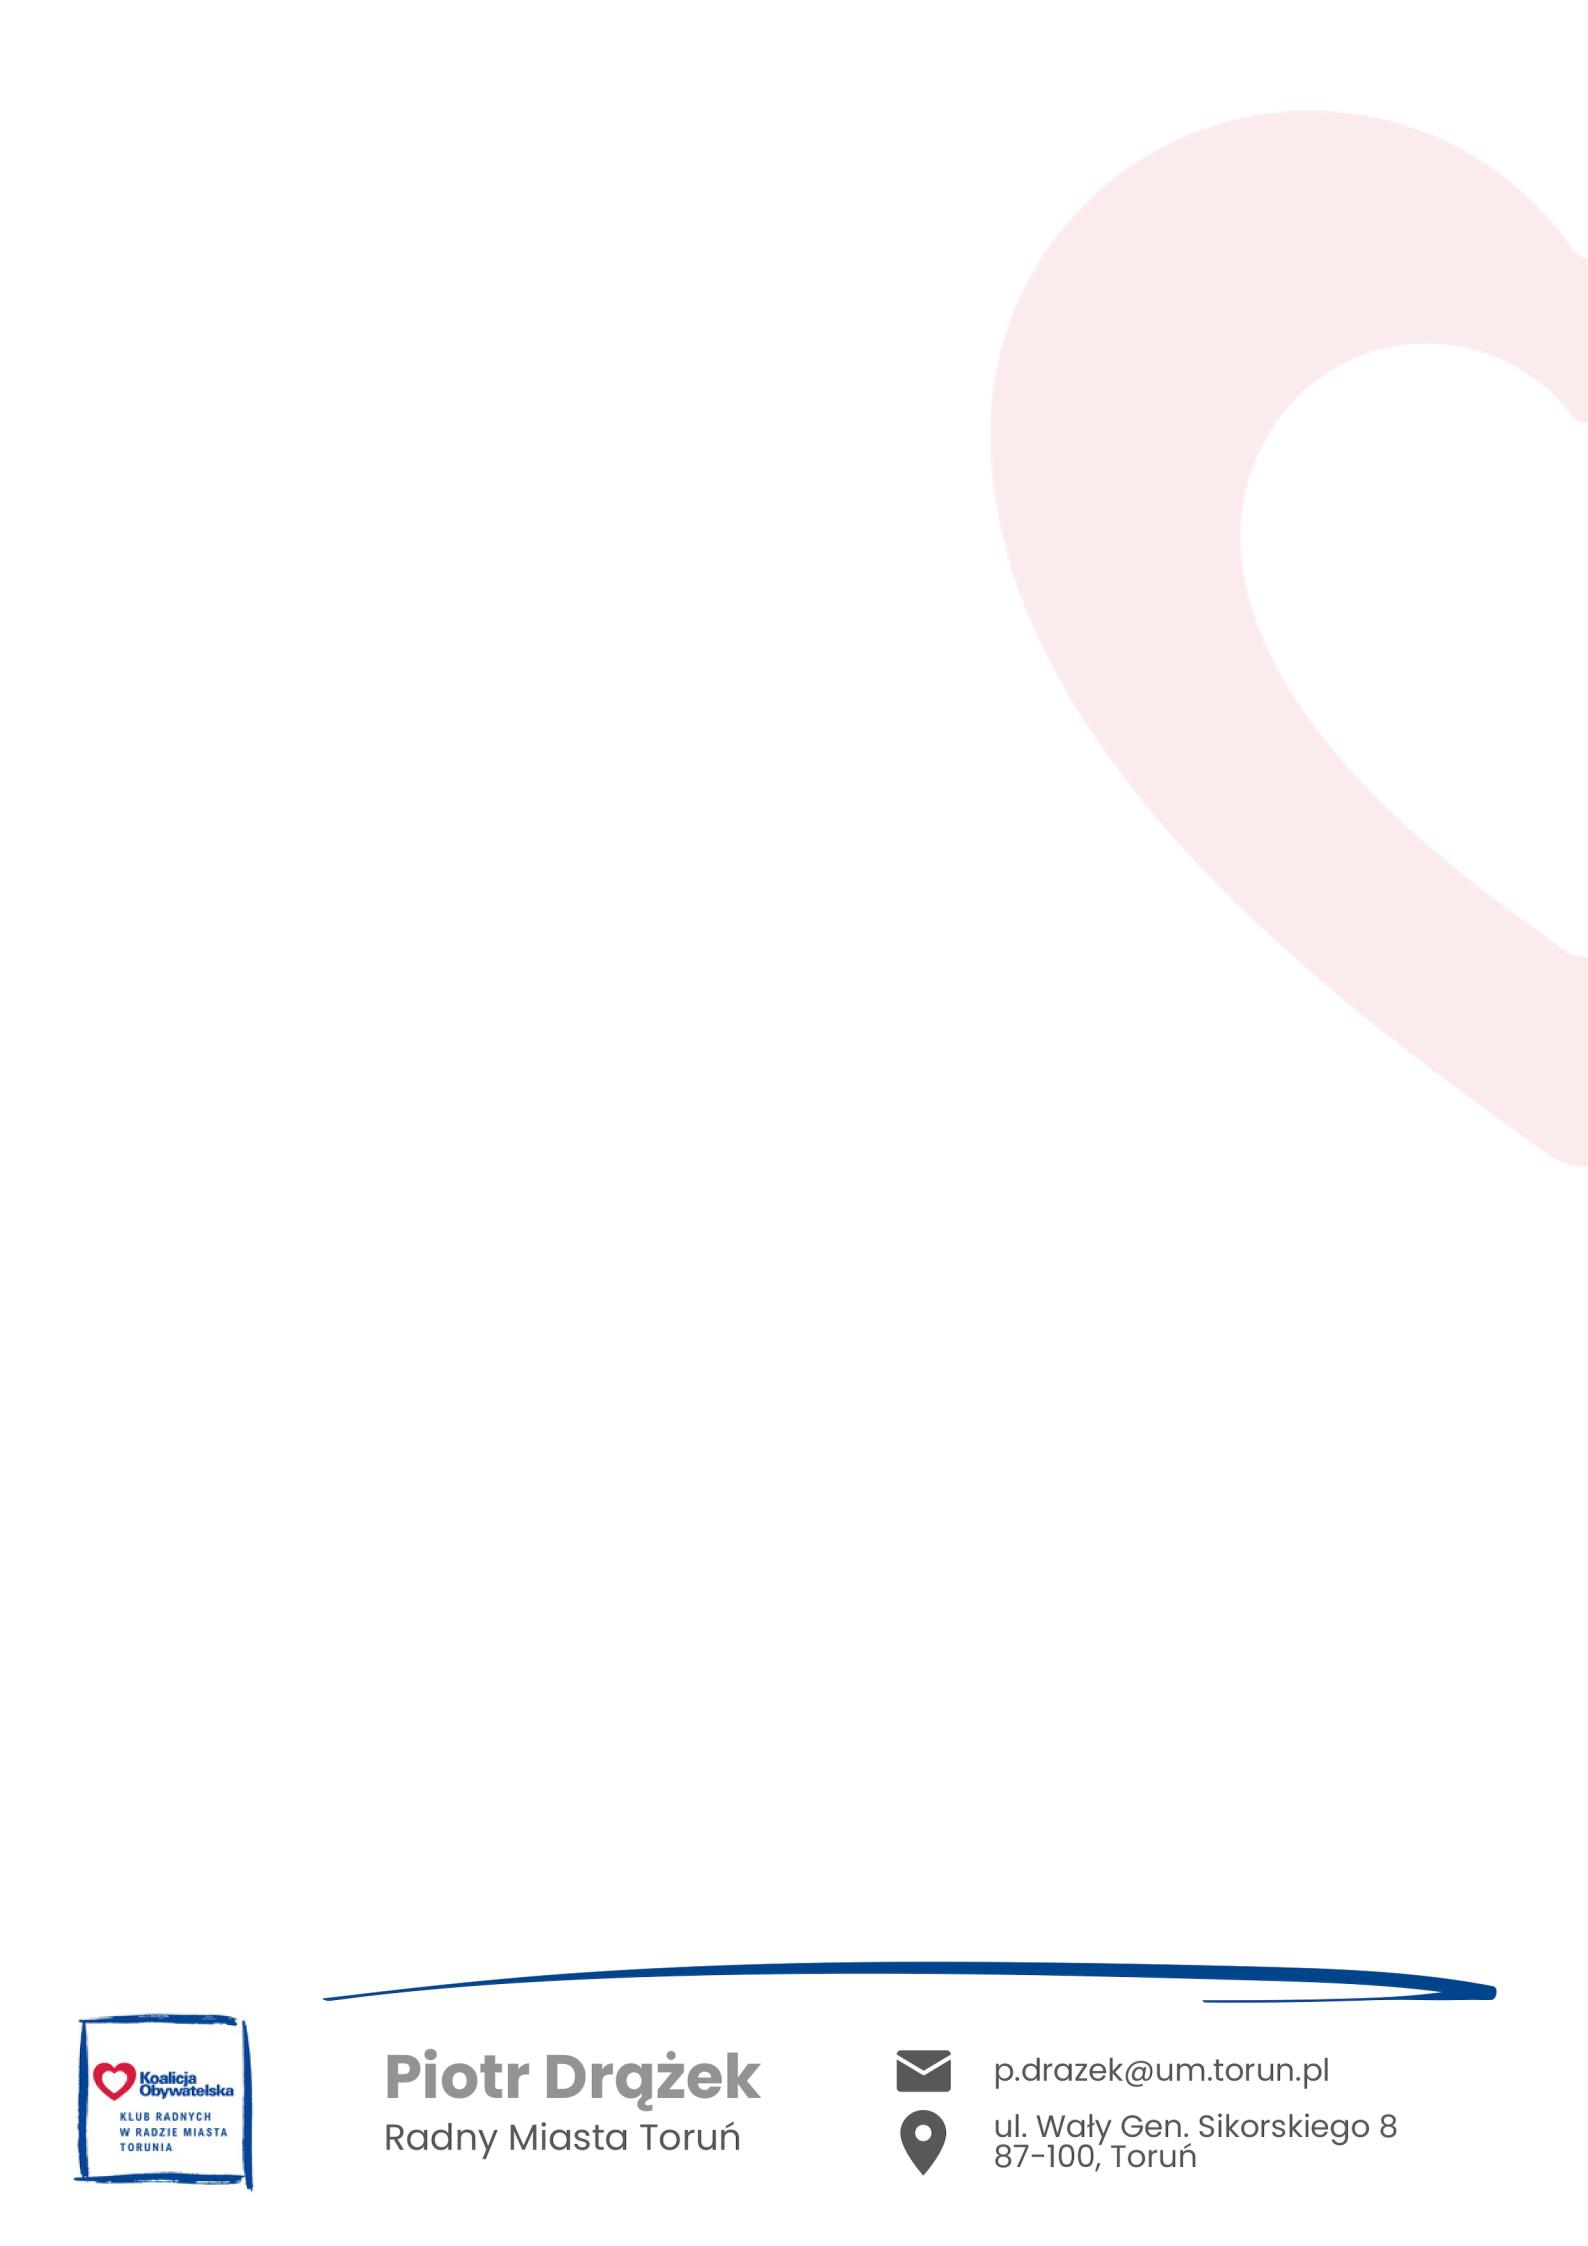 Koalicja
Obywatelska
KLUB RADNYCH
W RADZIE MIASTA
TORUNIA
Piotr Drążek
Radny Miasta Toruń
p.drazek@um.torun.pl
ul. Wały Gen. Sikorskiego 8
87-100, Toruń